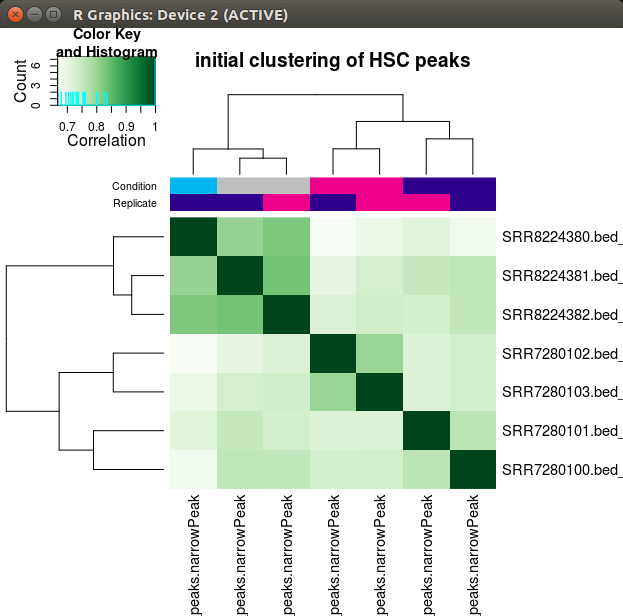 R Graphics: Device 2 (ACTIVE)
Color Key
and Histogram
Count
0 3 6
0.7 0.8 0.9 1
Correlation
initial clustering of HSC peaks
Condition
Replicate
SRR8224380.bed_
SRR8224381.bed_
SRR8224382.bed_
SRR7280102.bed_
SRR7280103.bed_
SRR7280101.bed_
SRR7280100.bed_
peaks.narrowPeak
peaks.narrowPeak
peaks.narrowPeak
peaks.narrowPeak
peaks.narrowPeak
peaks.narrowPeak
peaks.narrowPeak